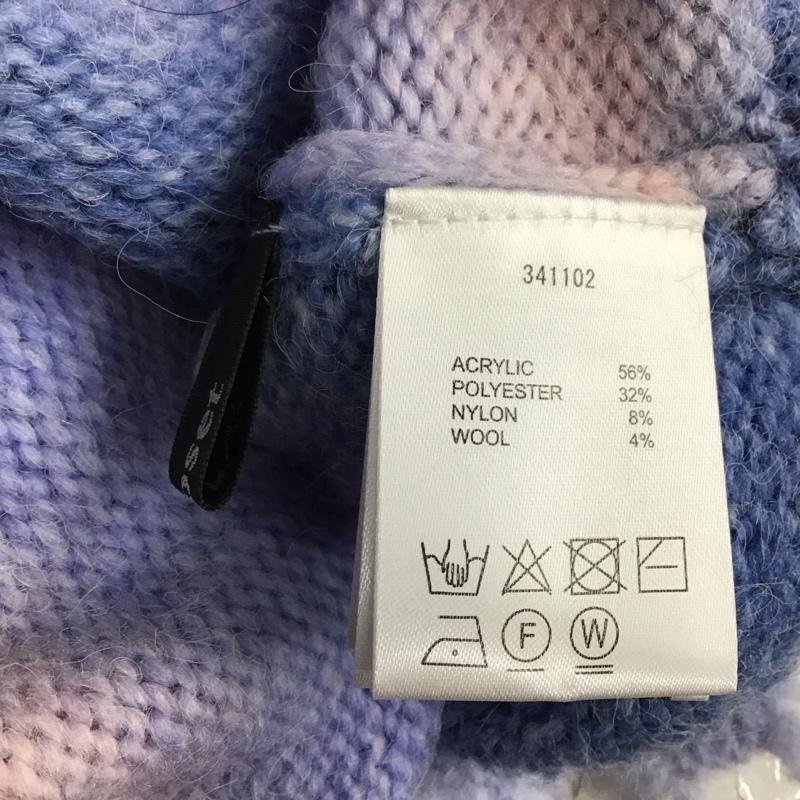 341102
ACRYLIC 56%
POLYESTER 32%
NYLON 8%
WOOL 4%
F W